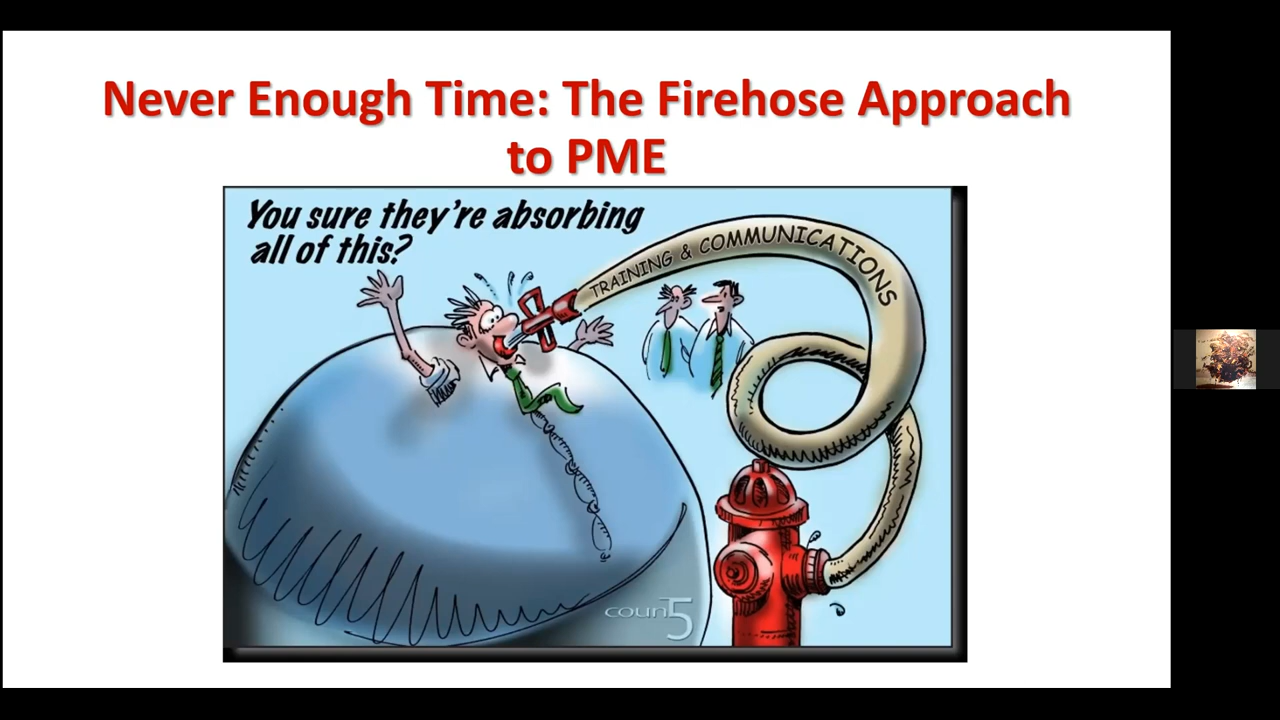 Never Enough Time: The Firehose Approach
to PME
You sure they're absorbing
all of this?
TRAINING & COMMUNICATIONS
coun5